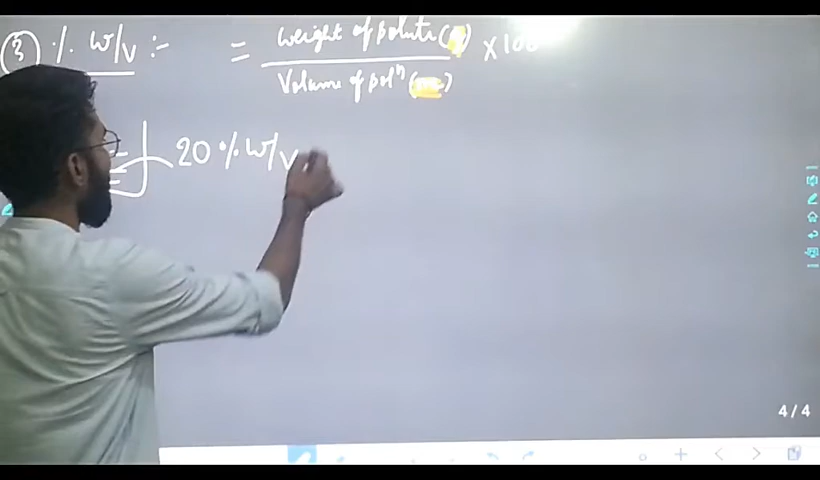 3 % W/V :- = Weight of solute (g) × 100
Volume of solⁿ (mL)
20 % W/V
4 / 4